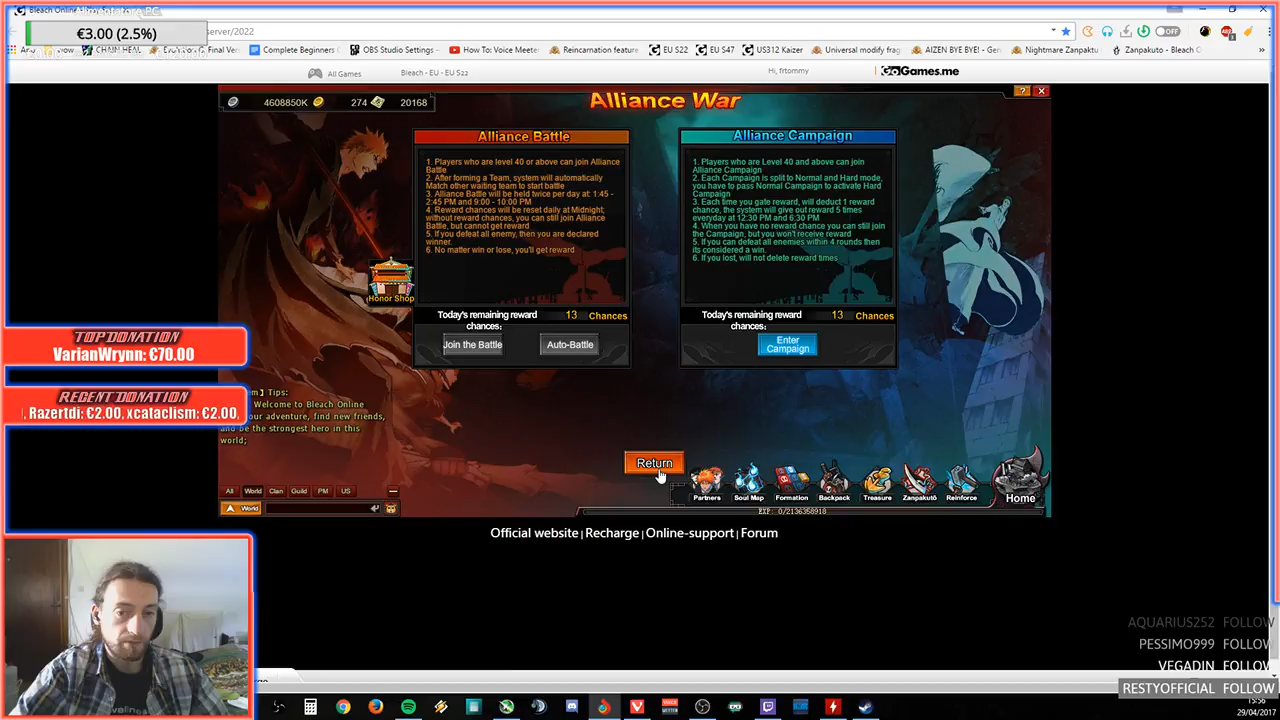 Bleach Online
€3.00 (2.5%)
server/2022
OFF
CHAIN HEAL
Complete Beginners
OBS Studio Settings -
How To: Voice Meete
Reincarnation feature
EU S22
EU S47
US312 Kaizer
Universal modify frag
AIZEN BYE BYE! - Ger
Nightmare Zanpaktu
Zanpakuto - Bleach O
All Games
Bleach - EU - EU S22
Hi, frtommy
GoGames.me
4608850K
274
20168
Alliance War
?
Alliance Battle
1. Players who are level 40 or above can join Alliance
Battle
2. After forming a Team, system will automatically
Match other waiting team to start battle
3. Alliance Battle will be held twice per day at: 1:45 -
2:45 PM and 9:00 - 10:00 PM
4. Reward chances will be reset daily at Midnight;
without reward chances, you can still join Alliance
Battle, but cannot get reward
5. If you defeat all enemy, then you are declared
winner.
6. No matter win or lose, you'll get reward
Today's remaining reward
chances:
13 Chances
Join the Battle
Auto-Battle
Alliance Campaign
1. Players who are Level 40 and above can join
Alliance Campaign
2. Each Campaign is split to Normal and Hard mode,
you have to pass Normal Campaign to activate Hard
Campaign
3. Each time you gate reward, will deduct 1 reward
chance, the system will give out reward 5 times
everyday at 12:30 PM and 6:30 PM
4. When you have no reward chance you can still join
the Campaign, but you won't receive reward
5. If you can defeat all enemies within 4 rounds then
its considered a win.
6. If you lost, will not delete reward times
Today's remaining reward
chances:
13 Chances
Enter
Campaign
Honor Shop
TOP DONATION
VarianWrynn: €70.00
RECENT DONATION
, Razertdi: €2.00, xcataclism: €2.00,
】 Tips:
Welcome to Bleach Online
our adventure, find new friends,
and be the strongest hero in this
world;
Return
All
World
Clan
Guild
PM
US
World
Partners
Soul Map
Formation
Backpack
Treasure
Zanpakutō
Reinforce
Home
EXP: 0/2136358918
Official website | Recharge | Online-support | Forum
AQUARIUS252 FOLLOW
PESSIMO999 FOLLOW
VEGADIN FOLLOW
RESTYOFFICIAL FOLLOW
15:56
29/04/2017